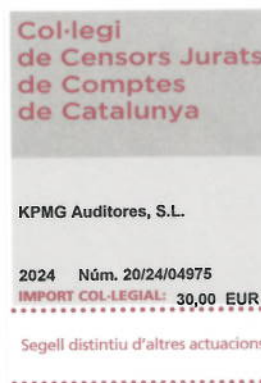 Col·legi
de Censors Jurats
de Comptes
de Catalunya
KPMG Auditores, S.L.
2024 Núm. 20/24/04975
IMPORT COL·LEGIAL: 30,00 EUR
Segell distintiu d'altres actuacions